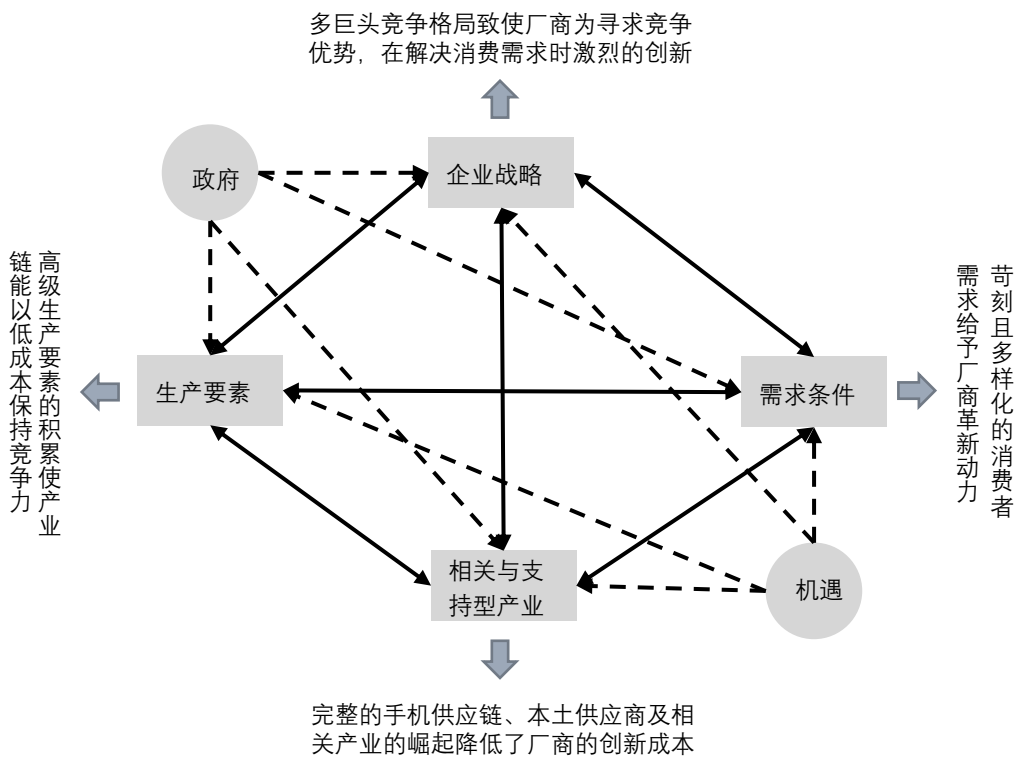 多巨头竞争格局致使厂商为寻求竞争
优势，在解决消费需求时激烈的创新
政府
企业战略
高级生产要素的积累使产业
链能以低成本保持竞争力
生产要素
需求条件
苛刻且多样化的消费者
需求给予厂商革新动力
相关与支
持型产业
机遇
完整的手机供应链、本土供应商及相
关产业的崛起降低了厂商的创新成本